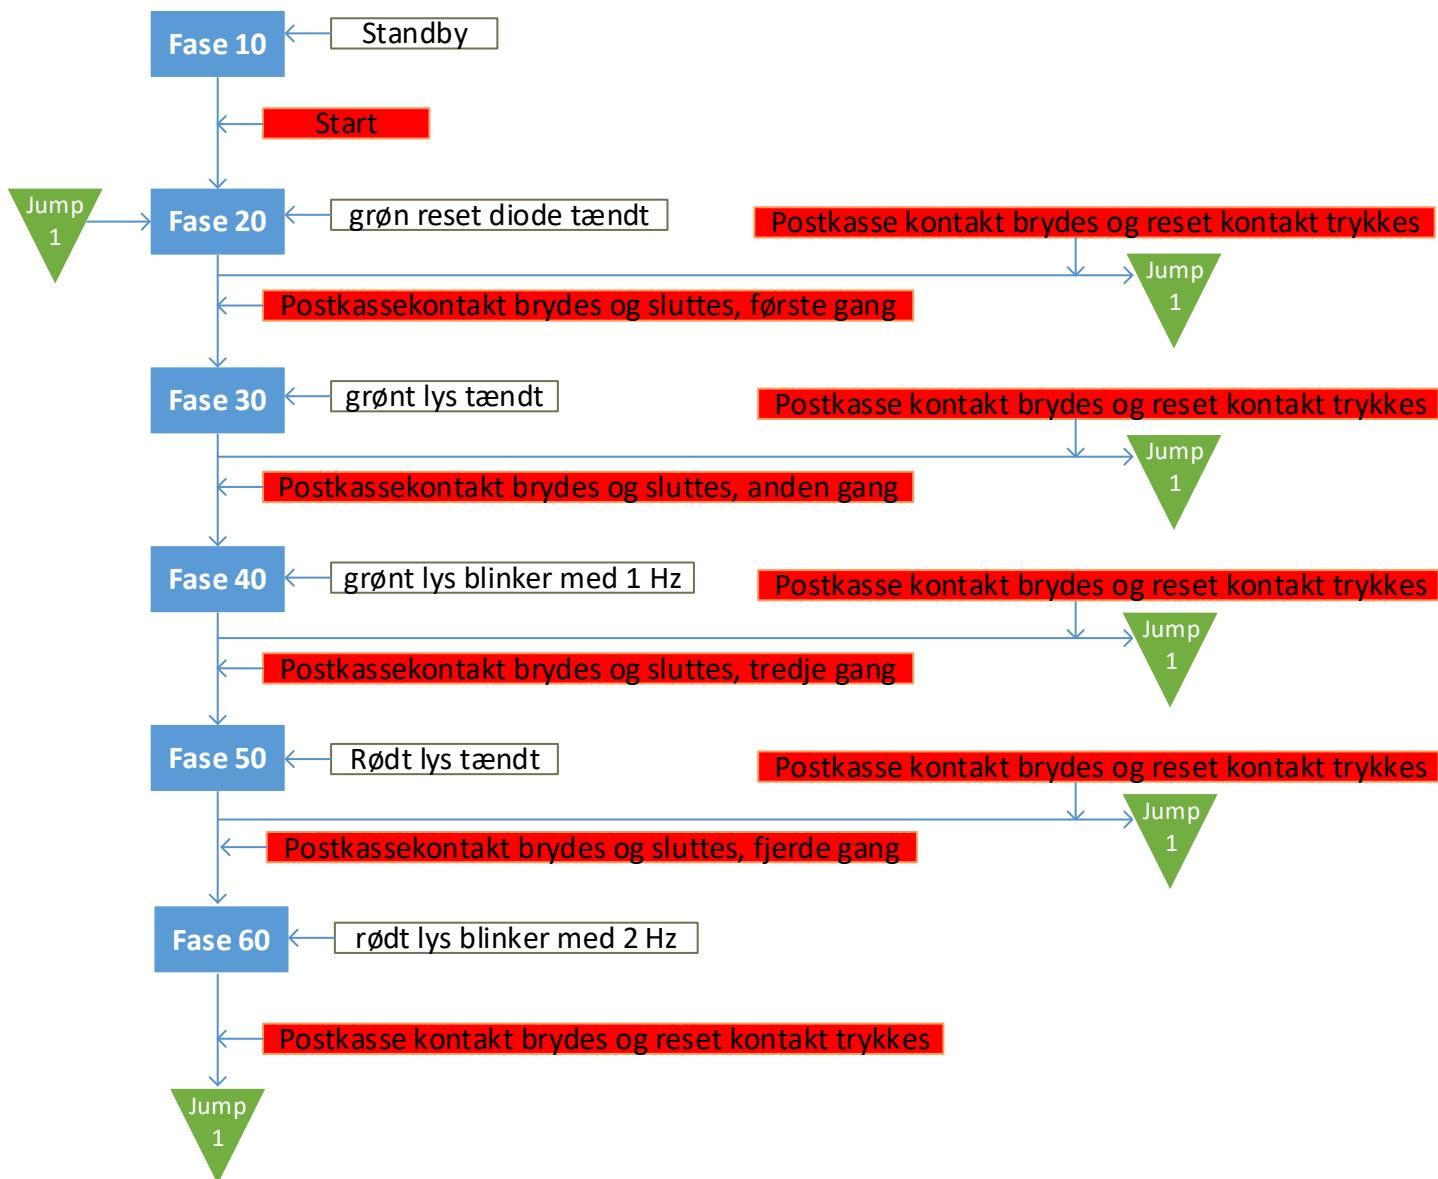 Fase 10
Standby
Start
Jump
1
Fase 20
grøn reset diode tændt
Postkasse kontakt brydes og reset kontakt trykkes
Jump
1
Postkassekontakt brydes og sluttes, første gang
Fase 30
grønt lys tændt
Postkasse kontakt brydes og reset kontakt trykkes
Jump
1
Postkassekontakt brydes og sluttes, anden gang
Fase 40
grønt lys blinker med 1 Hz
Postkasse kontakt brydes og reset kontakt trykkes
Jump
1
Postkassekontakt brydes og sluttes, tredje gang
Fase 50
Rødt lys tændt
Postkasse kontakt brydes og reset kontakt trykkes
Jump
1
Postkassekontakt brydes og sluttes, fjerde gang
Fase 60
rødt lys blinker med 2 Hz
Postkasse kontakt brydes og reset kontakt trykkes
Jump
1